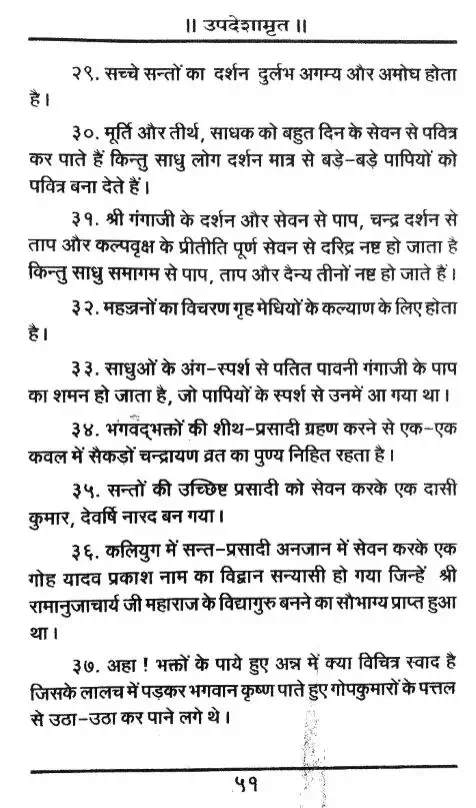 ।। उपदेशामृत ।।
२९. सच्चे सन्तों का दर्शन दुर्लभ अगम्य और अमोघ होता
है।
३०. मूर्ति और तीर्थ, साधक को बहुत दिन के सेवन से पवित्र
कर पाते हैं किन्तु साधु लोग दर्शन मात्र से बड़े-बड़े पापियों को
पवित्र बना देते हैं।
३१. श्री गंगाजी के दर्शन और सेवन से पाप, चन्द्र दर्शन से
ताप और कल्पवृक्ष के प्रीतीति पूर्ण सेवन से दरिद्र नष्ट हो जाता है
किन्तु साधु समागम से पाप, ताप और दैन्य तीनों नष्ट हो जाते हैं।
३२. महज्जनों का विचरण गृह मेधियों के कल्याण के लिए होता
है।
३३. साधुओं के अंग-स्पर्श से पतित पावनी गंगाजी के पाप
का शमन हो जाता है, जो पापियों के स्पर्श से उनमें आ गया था।
३४. भगवद्भक्तों की शीथ-प्रसादी ग्रहण करने से एक-एक
कवल में सैकड़ों चन्द्रायण व्रत का पुण्य निहित रहता है।
३५. सन्तों की उच्छिष्ट प्रसादी को सेवन करके एक दासी
कुमार, देवर्षि नारद बन गया।
३६. कलियुग में सन्त-प्रसादी अनजान में सेवन करके एक
गोह यादव प्रकाश नाम का विद्वान सन्यासी हो गया जिन्हें श्री
रामानुजाचार्य जी महाराज के विद्यागुरु बनने का सौभाग्य प्राप्त हुआ
था।
३७. अहा ! भक्तों के पाये हुए अन्न में क्या विचित्र स्वाद है
जिसके लालच में पड़कर भगवान कृष्ण पाते हुए गोपकुमारों के पत्तल
से उठा-उठा कर पाने लगे थे।
५१